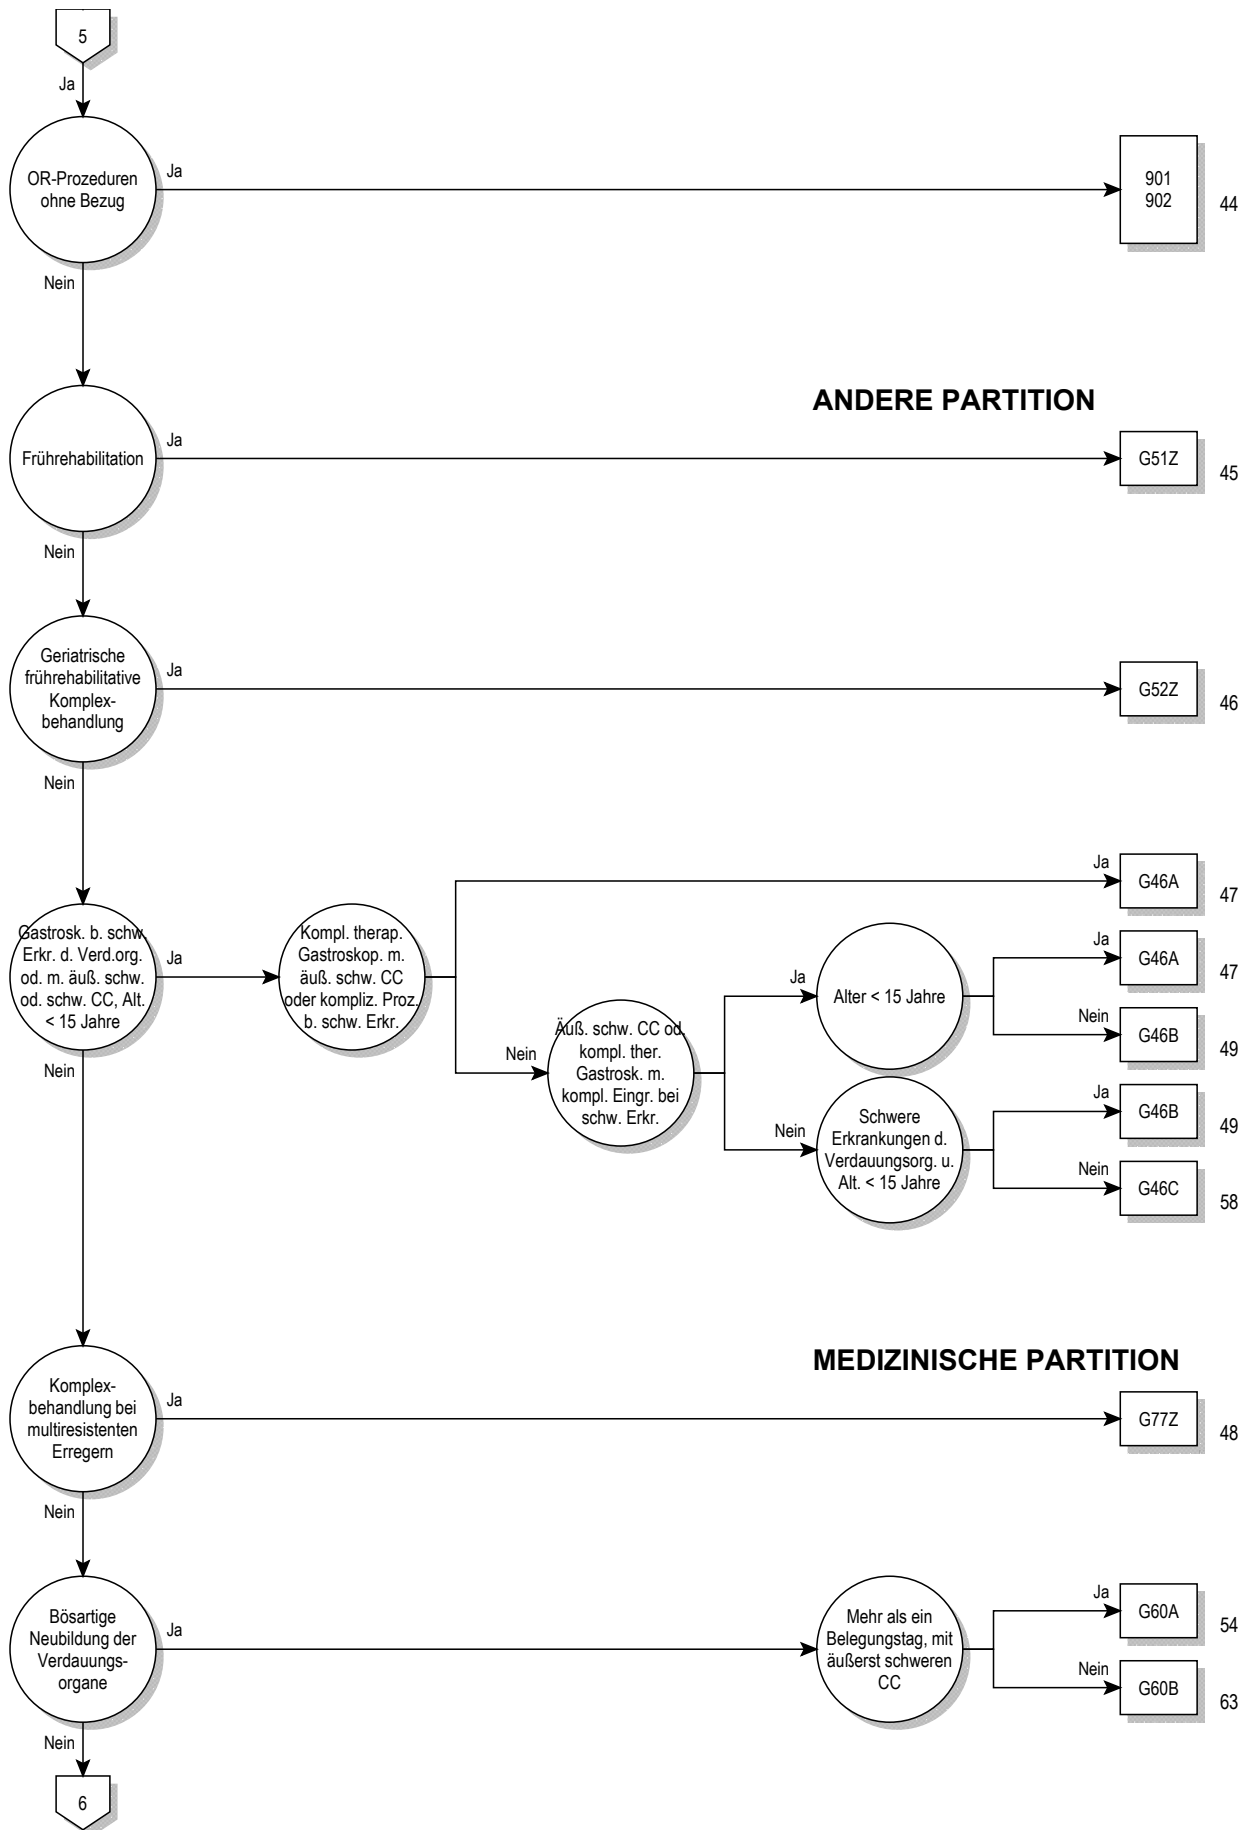 5
Ja
OR-Prozeduren
ohne Bezug
Ja
901
902
44
Nein
ANDERE PARTITION
Frührehabilitation
Ja
G51Z
45
Nein
Geriatrische
frührehabilitative
Komplex-
behandlung
Ja
G52Z
46
Nein
Gastrosk. b. schw.
Erkr. d. Verd.org.
od. m. äuß. schw.
od. schw. CC, Alt.
< 15 Jahre
Ja
Kompl. therap.
Gastroskop. m.
äuß. schw. CC
oder kompliz. Proz.
b. schw. Erkr.
Ja
G46A
47
Nein
Äuß. schw. CC od.
kompl. ther.
Gastrosk. m.
kompl. Eingr. bei
schw. Erkr.
Ja
Alter < 15 Jahre
Ja
G46A
47
Nein
G46B
49
Nein
Schwere
Erkrankungen d.
Verdauungsorg. u.
Alt. < 15 Jahre
Ja
G46B
49
Nein
G46C
58
Nein
MEDIZINISCHE PARTITION
Komplex-
behandlung bei
multiresistenten
Erregern
Ja
G77Z
48
Nein
Bösartige
Neubildung der
Verdauungs-
organe
Ja
Mehr als ein
Belegungstag, mit
äußerst schweren
CC
Ja
G60A
54
Nein
G60B
63
Nein
6